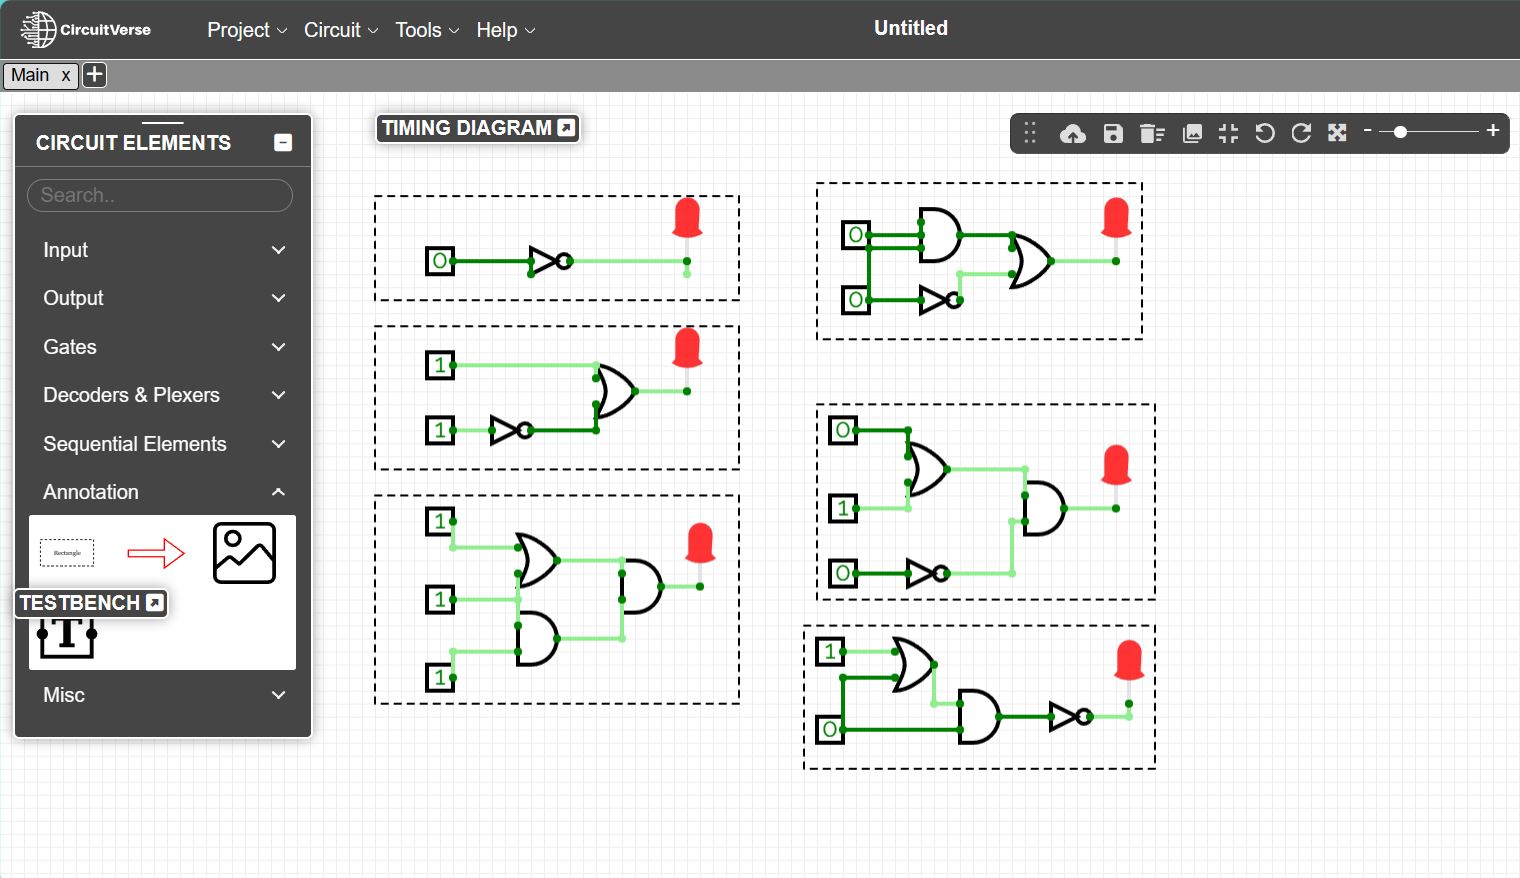 CircuitVerse
Project Circuit Tools Help
Untitled
Main x +
CIRCUIT ELEMENTS
Search..
Input
Output
Gates
Decoders & Plexers
Sequential Elements
Annotation
Rectangle
TESTBENCH
T
Misc
TIMING DIAGRAM
- +
0
1
1
1
1
1
0
0
0
1
0
1
0